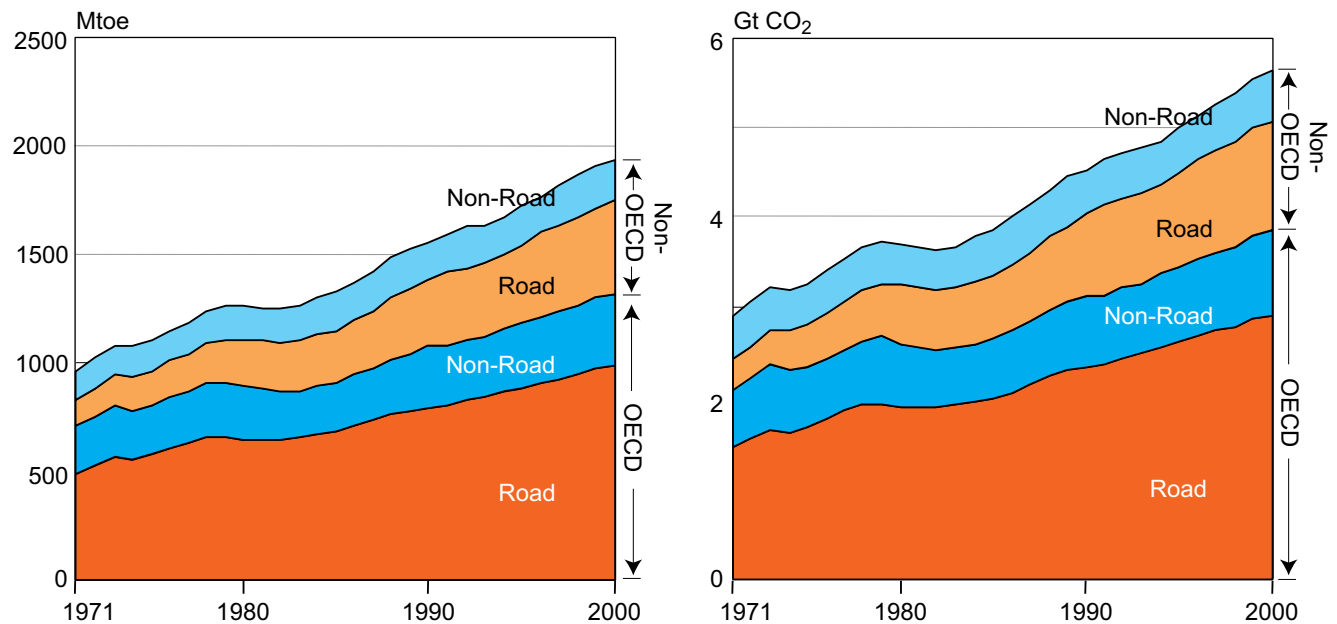 Mtoe
2500
2000
1500
1000
500
0
1971
1980
1990
2000
Non-Road
Road
Non-Road
Road
Non-
OECD
OECD
Gt CO₂
6
4
2
0
1971
1980
1990
2000
Non-Road
Road
Non-Road
Road
Non-
OECD
OECD